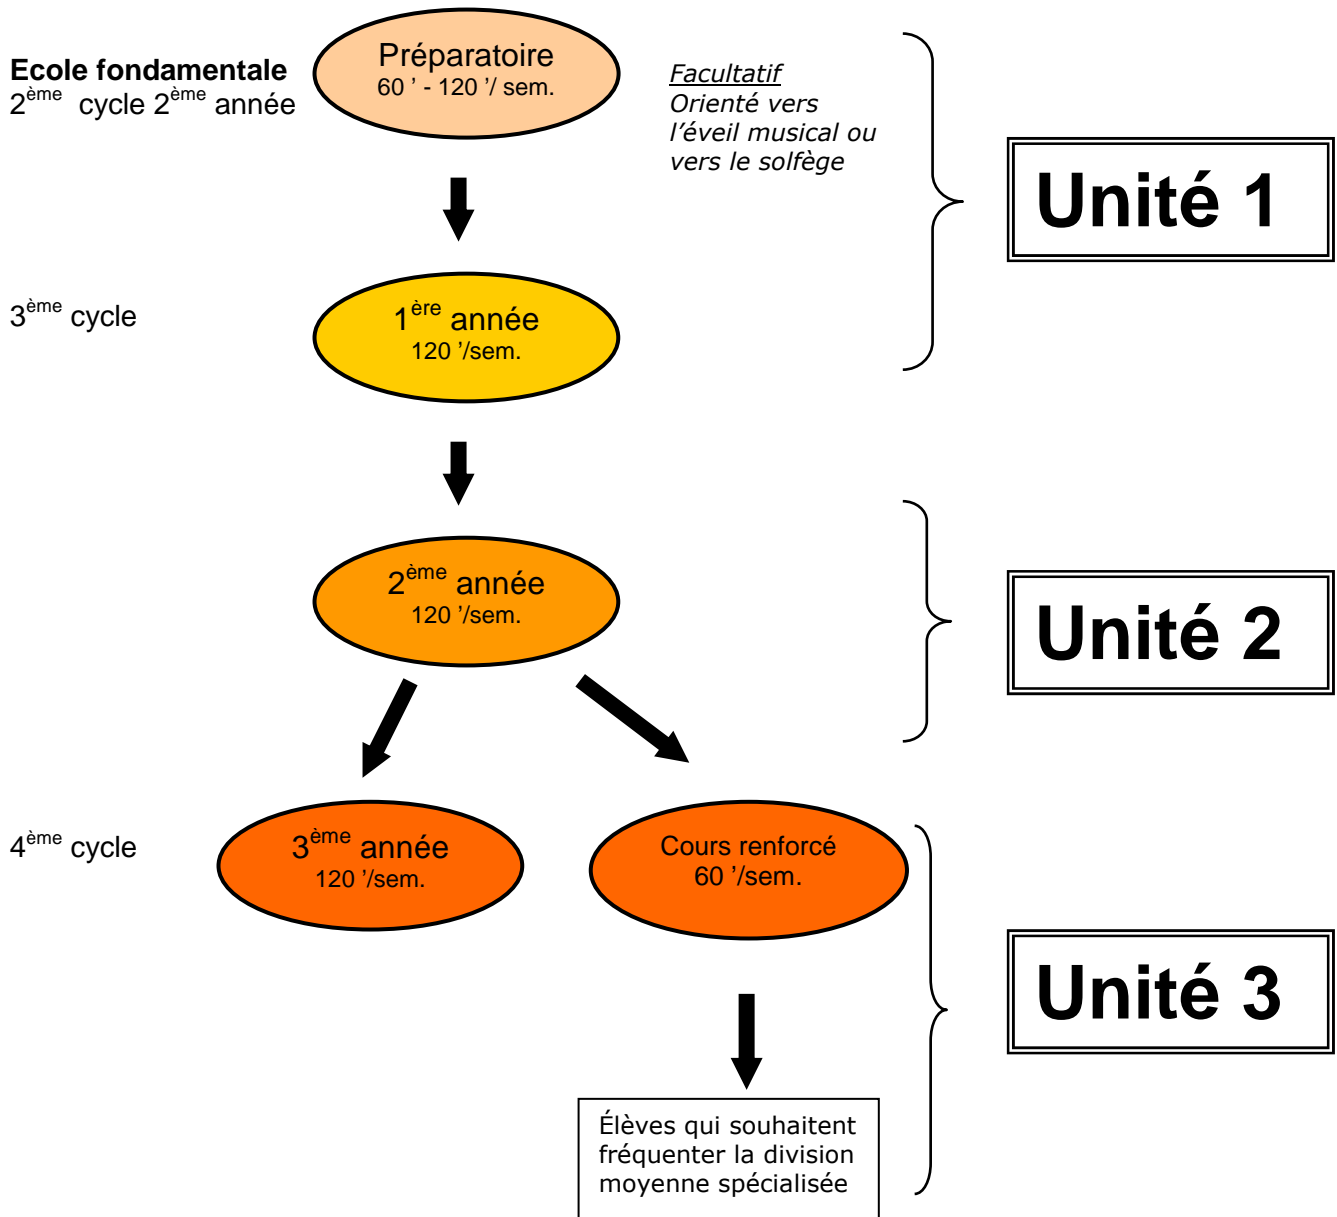 Préparatoire
60 ' - 120 '/ sem.
Ecole fondamentale
2ème cycle 2ème année
Facultatif
Orienté vers
l’éveil musical ou
vers le solfège
Unité 1
3ème cycle
1ère année
120 '/sem.
2ème année
120 '/sem.
Unité 2
4ème cycle
3ème année
120 '/sem.
Cours renforcé
60 '/sem.
Unité 3
Élèves qui souhaitent
fréquenter la division
moyenne spécialisée